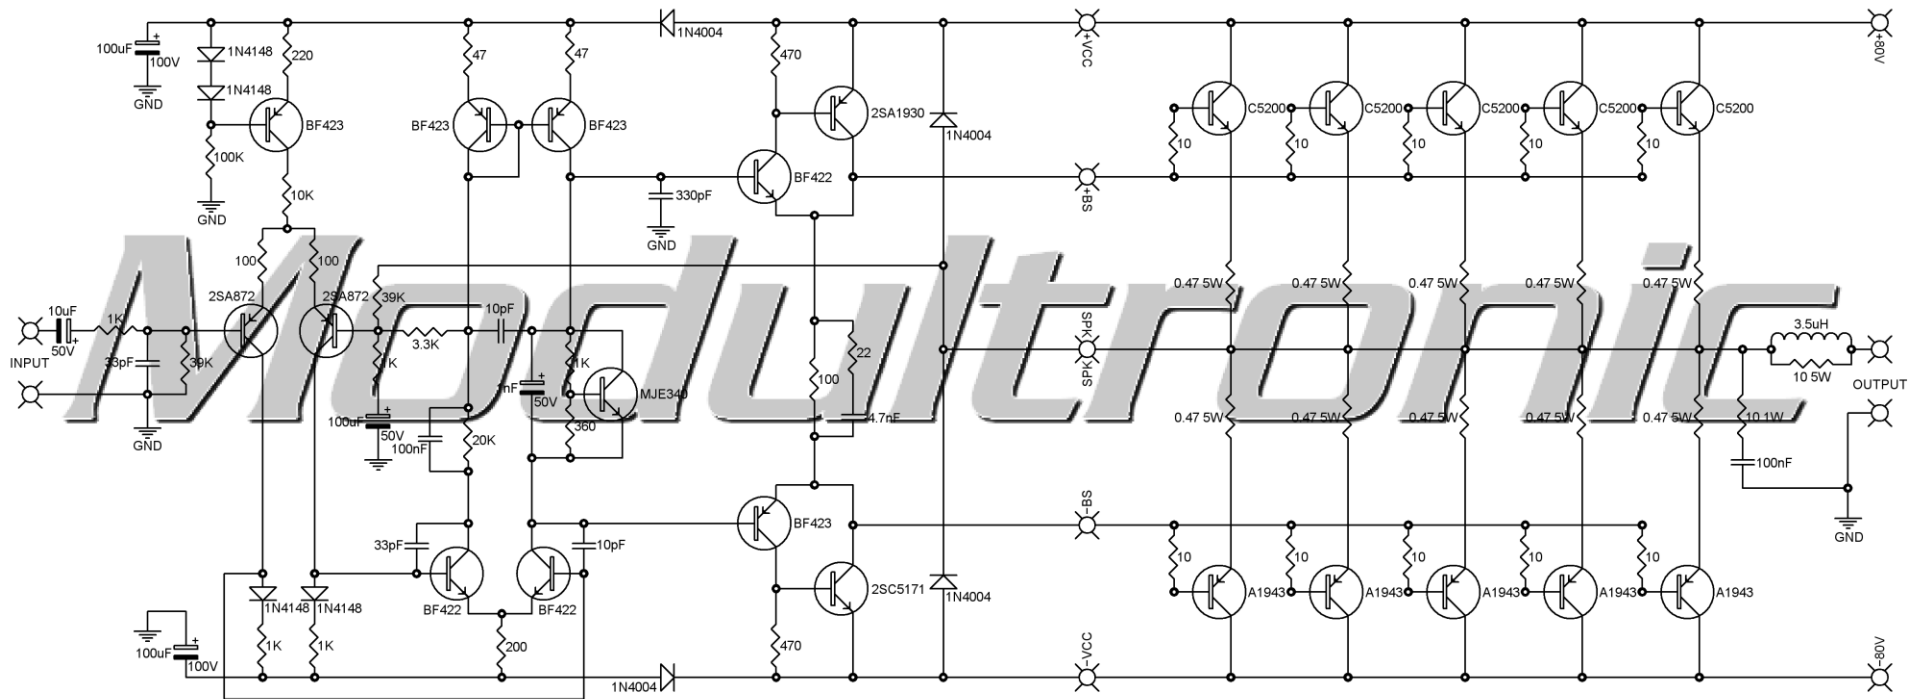 1N4004
100uF
+
100V
GND
1N4148
1N4148
220
BF423
100K
GND
10K
47
47
BF423
BF423
470
2SA1930
BF422
330pF
GND
1N4004
+VCC
+BS
+80V
C5200
C5200
C5200
C5200
C5200
10
10
10
10
10
Modultronic
100
100
2SA872
2SA872
39K
10uF
50V
+
1K
INPUT
33pF
39K
GND
3.3K
10pF
1K
100uF
+
50V
100nF
20K
1nF
+
50V
1K
MJE340
360
22
100
4.7nF
SPK
SPK
0.47 5W
0.47 5W
0.47 5W
0.47 5W
0.47 5W
3.5uH
10 5W
OUTPUT
0.47 5W
0.47 5W
0.47 5W
0.47 5W
0.47 5W
10 1W
100nF
GND
33pF
BF422
BF422
10pF
BF423
2SC5171
1N4004
470
-BS
10
10
10
10
10
A1943
A1943
A1943
A1943
A1943
1N4148
1N4148
1K
1K
200
100uF
+
100V
1N4004
-VCC
-80V